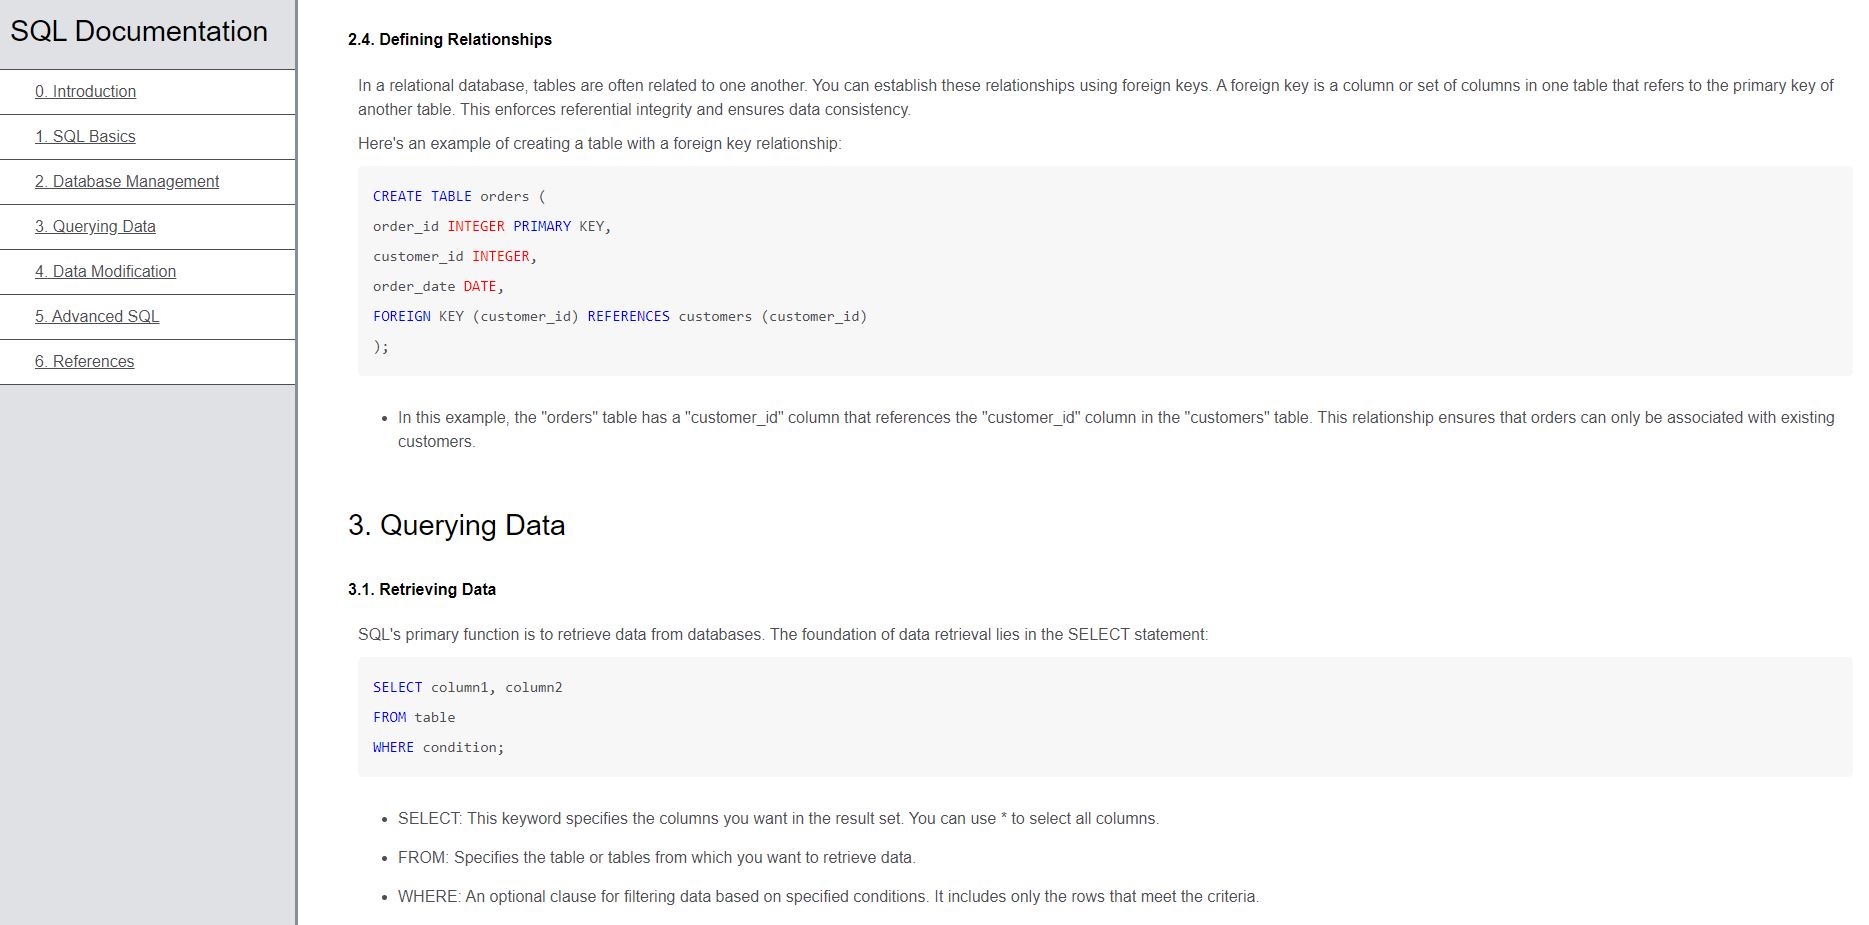 SQL Documentation
0. Introduction
1. SQL Basics
2. Database Management
3. Querying Data
4. Data Modification
5. Advanced SQL
6. References
2.4. Defining Relationships
In a relational database, tables are often related to one another. You can establish these relationships using foreign keys. A foreign key is a column or set of columns in one table that refers to the primary key of
another table. This enforces referential integrity and ensures data consistency.
Here's an example of creating a table with a foreign key relationship:
CREATE TABLE orders (
order_id INTEGER PRIMARY KEY,
customer_id INTEGER,
order_date DATE,
FOREIGN KEY (customer_id) REFERENCES customers (customer_id)
);
• In this example, the "orders" table has a "customer_id" column that references the "customer_id" column in the "customers" table. This relationship ensures that orders can only be associated with existing
customers.
3. Querying Data
3.1. Retrieving Data
SQL's primary function is to retrieve data from databases. The foundation of data retrieval lies in the SELECT statement:
SELECT column1, column2
FROM table
WHERE condition;
• SELECT: This keyword specifies the columns you want in the result set. You can use * to select all columns.
• FROM: Specifies the table or tables from which you want to retrieve data.
• WHERE: An optional clause for filtering data based on specified conditions. It includes only the rows that meet the criteria.